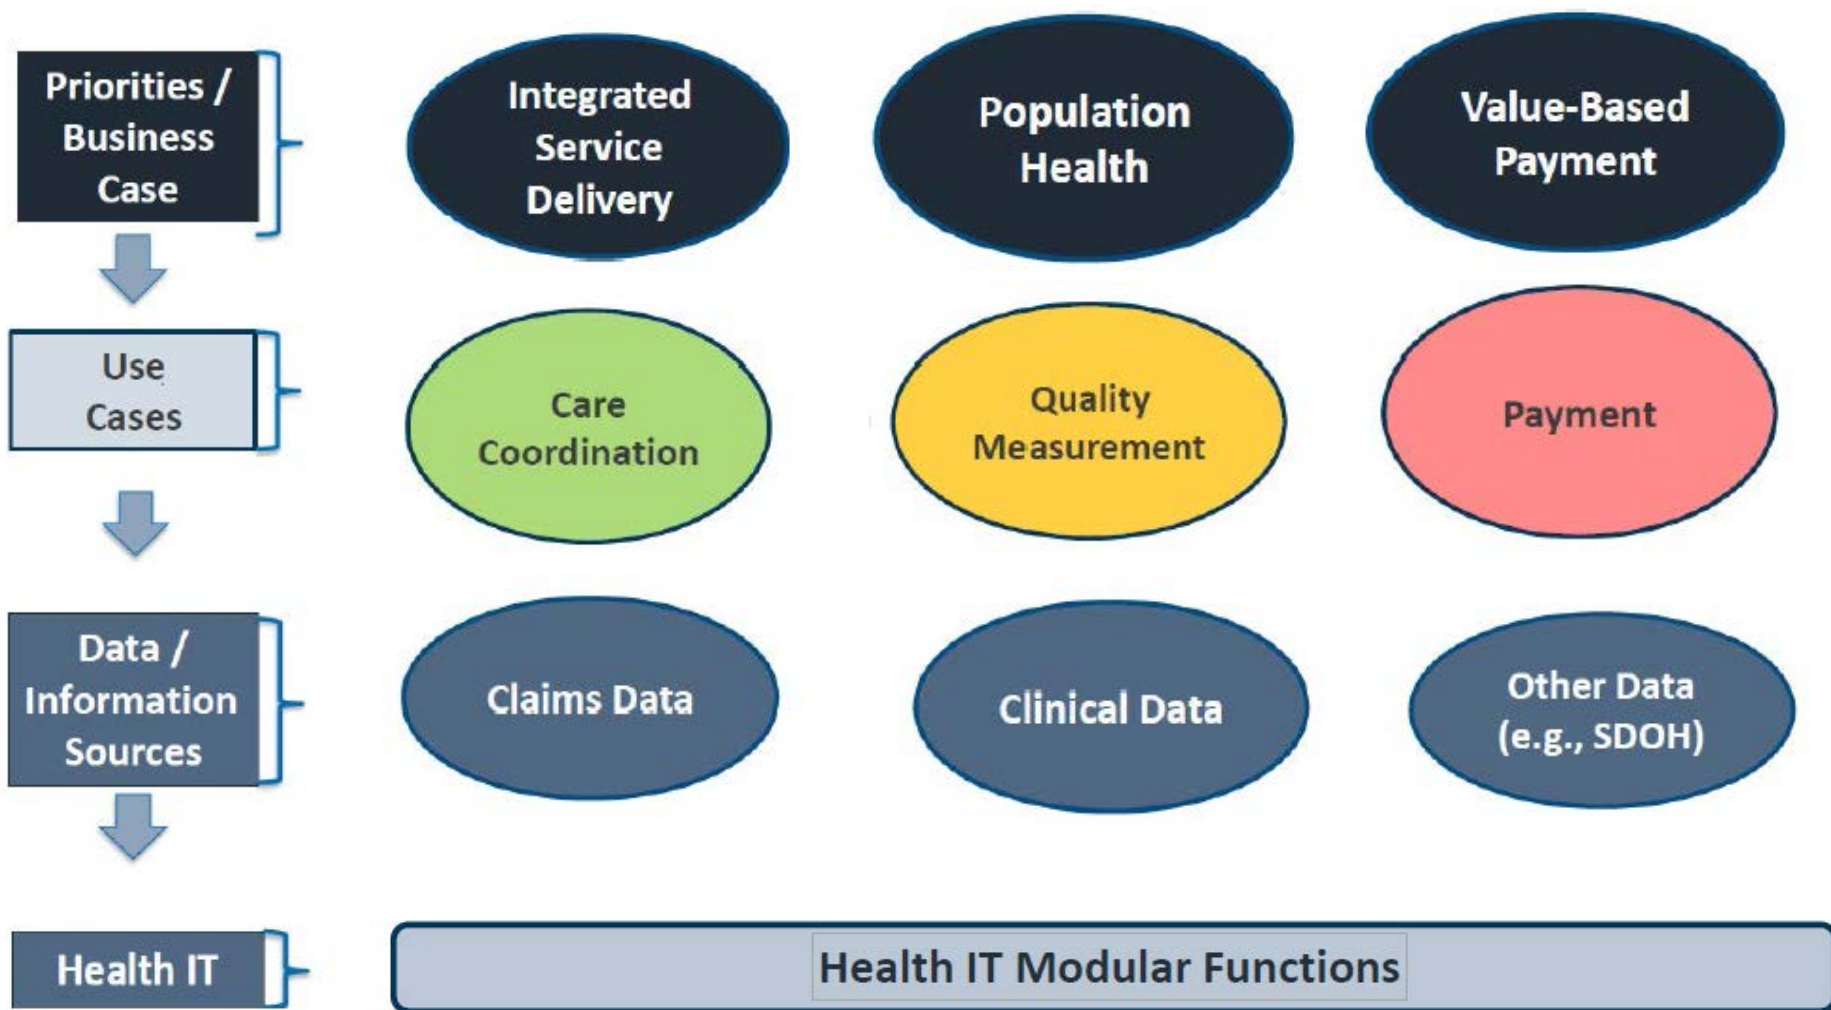 Priorities /
Business
Case
Integrated
Service
Delivery
Population
Health
Value-Based
Payment
Use
Cases
Care
Coordination
Quality
Measurement
Payment
Data /
Information
Sources
Claims Data
Clinical Data
Other Data
(e.g., SDOH)
Health IT
Health IT Modular Functions